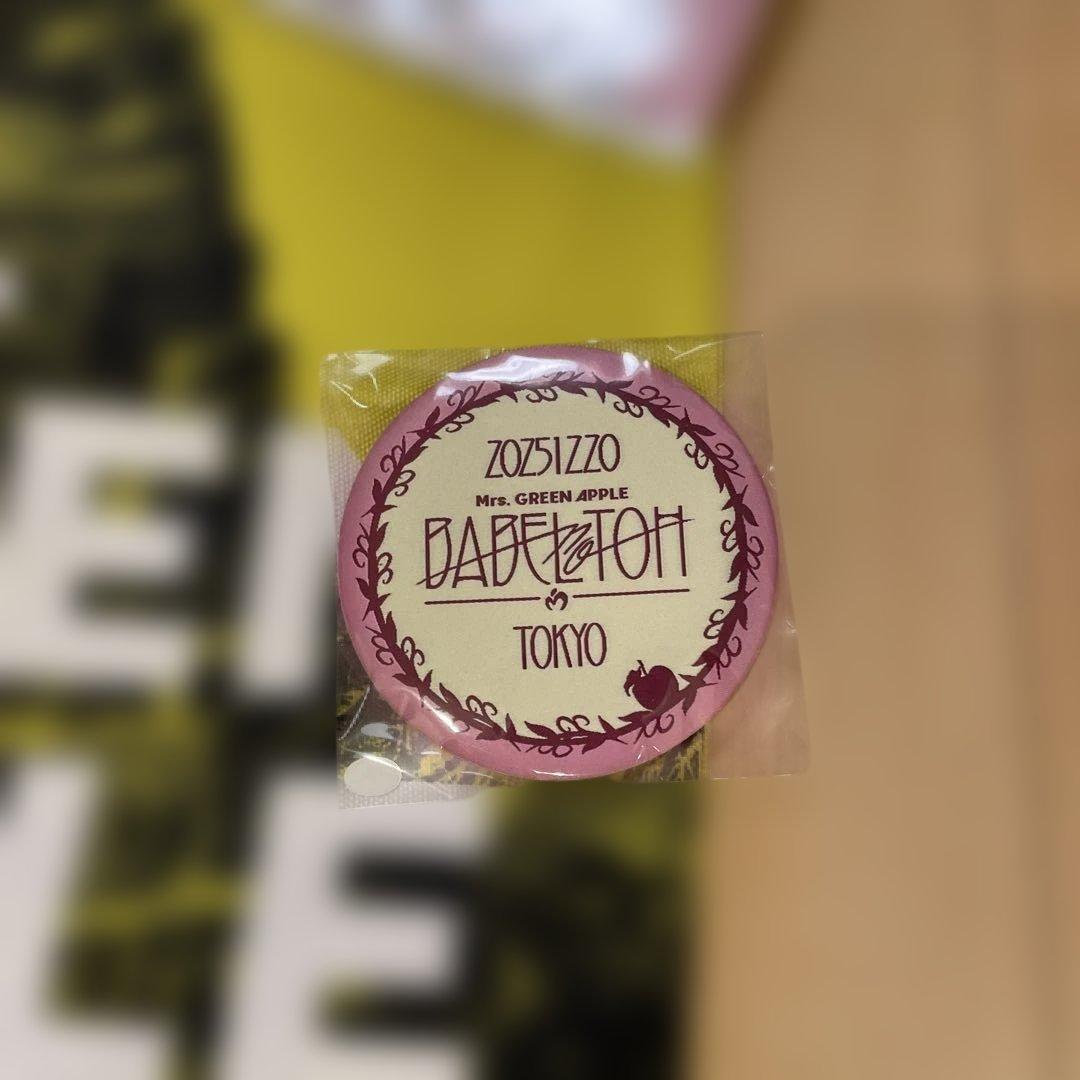 20251220
Mrs. GREEN APPLE
BABEL no TOH
TOKYO